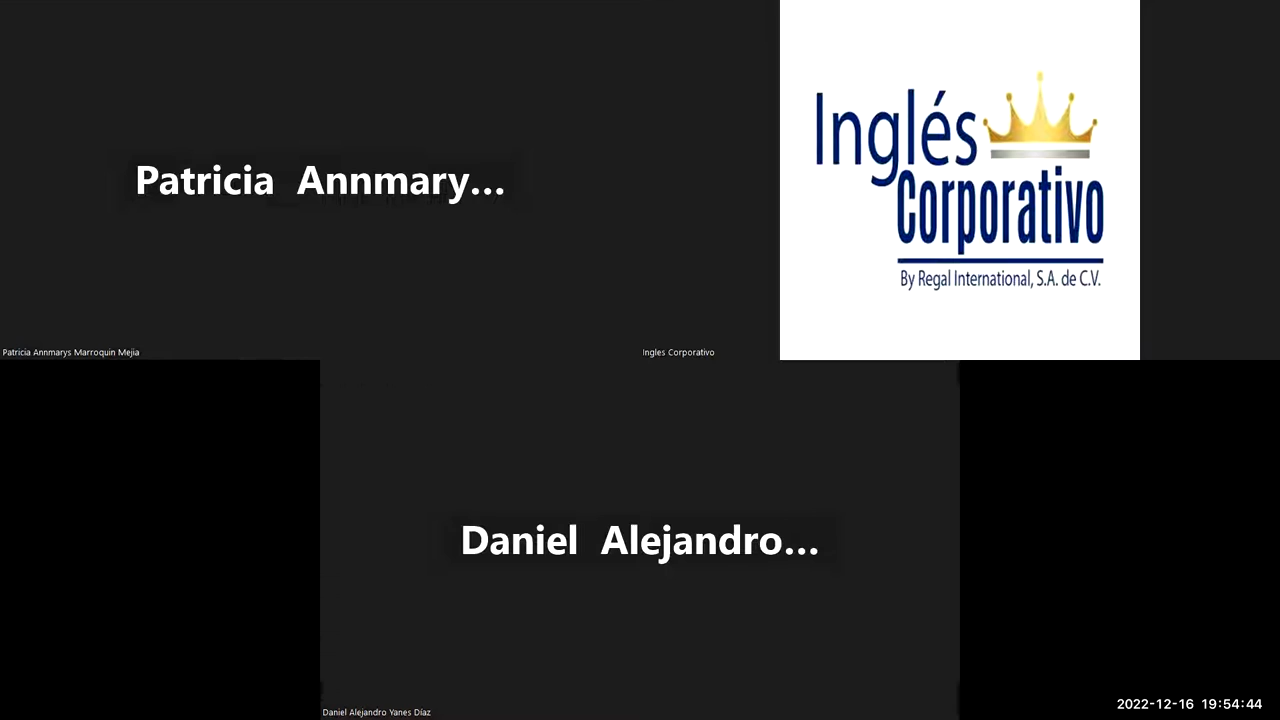 Patricia Annmary...
Patricia Annmarys Marroquin Mejia
Inglés
Corporativo
By Regal International, S.A. de C.V.
Ingles Corporativo
Daniel Alejandro...
Daniel Alejandro Yanes Díaz
2022-12-16 19:54:44